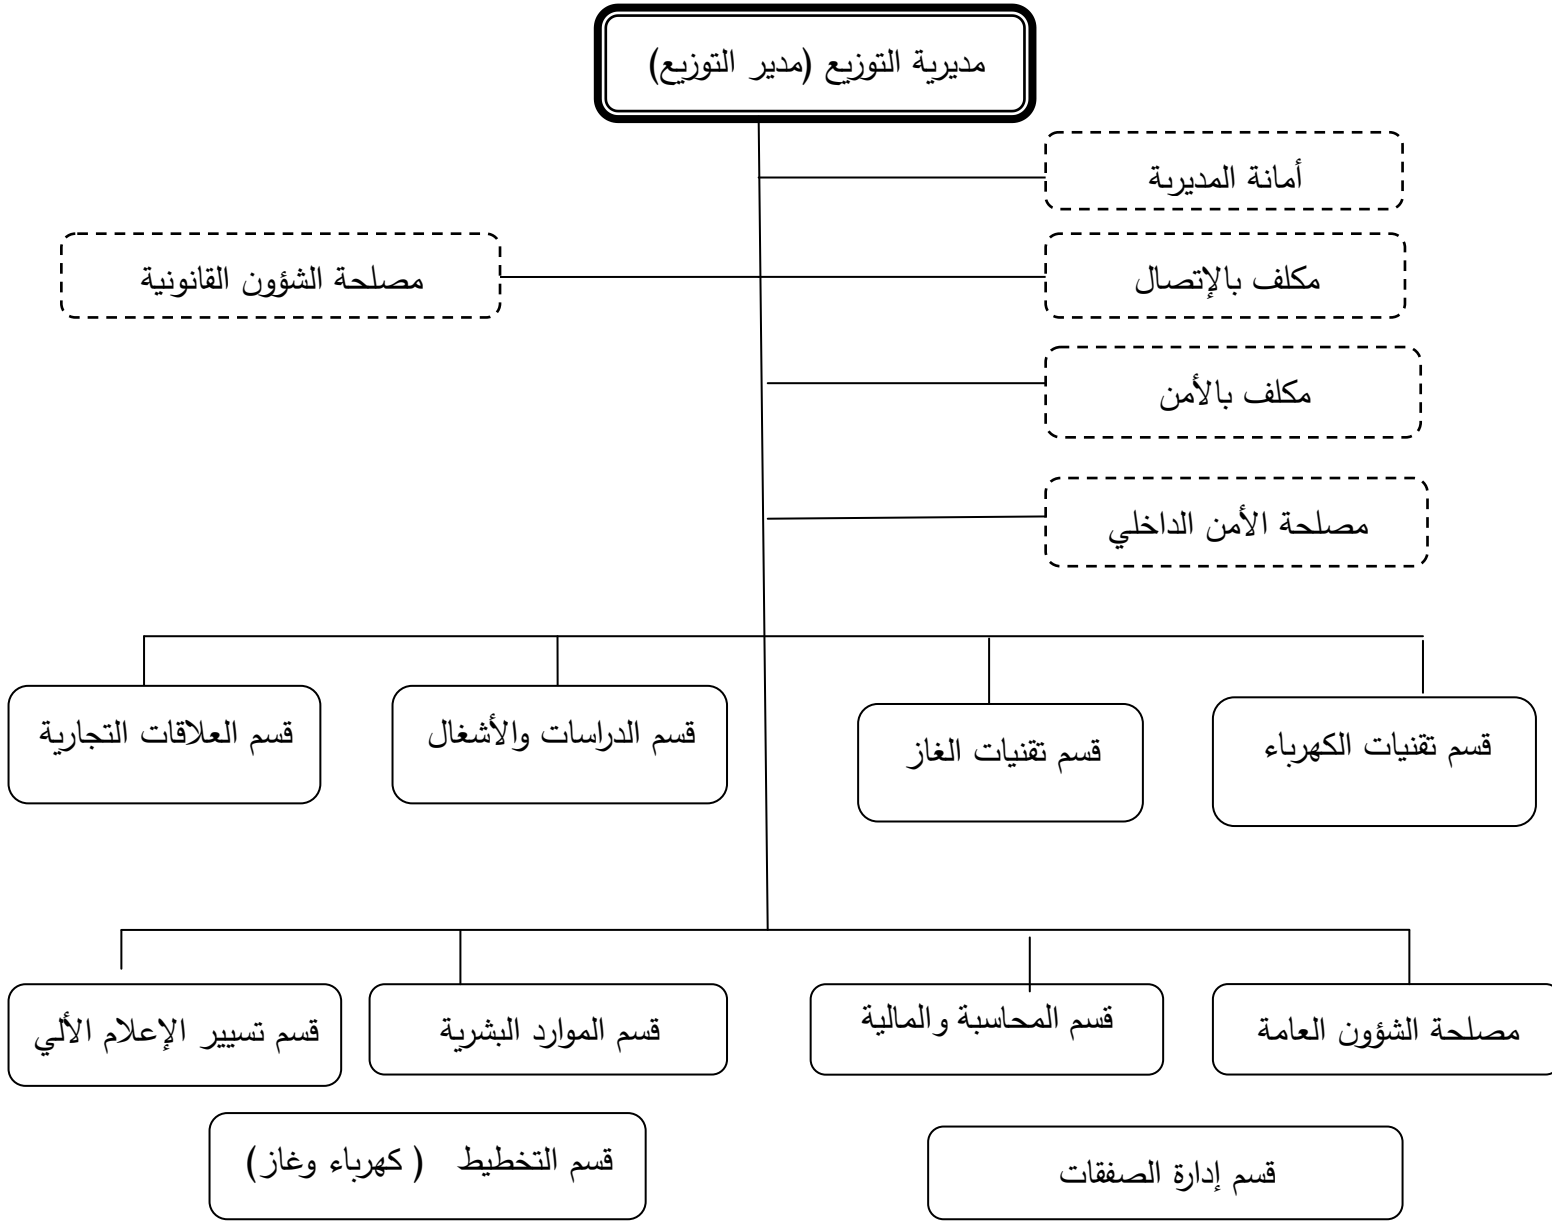 مديرية التوزيع (مدير التوزيع)
أمانة المديرية
مكلف بالإتصال
مصلحة الشؤون القانونية
مكلف بالأمن
مصلحة الأمن الداخلي
قسم تقنيات الكهرباء
قسم تقنيات الغاز
قسم الدراسات والأشغال
قسم العلاقات التجارية
مصلحة الشؤون العامة
قسم المحاسبة والمالية
قسم الموارد البشرية
قسم تسيير الإعلام الألي
قسم إدارة الصفقات
قسم التخطيط ( كهرباء وغاز)